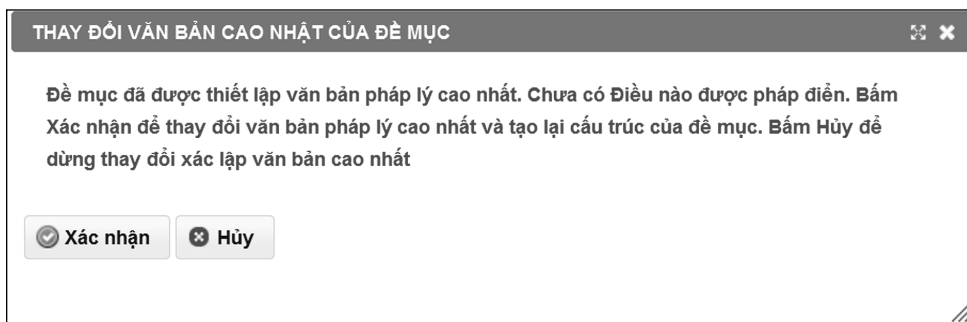 THAY ĐỔI VĂN BẢN CAO NHẬT CỦA ĐỀ MỤC
Đề mục đã được thiết lập văn bản pháp lý cao nhất. Chưa có Điều nào được pháp điển. Bấm
Xác nhận để thay đổi văn bản pháp lý cao nhất và tạo lại cấu trúc của đề mục. Bấm Hủy để
dừng thay đổi xác lập văn bản cao nhất
Xác nhận
Hủy